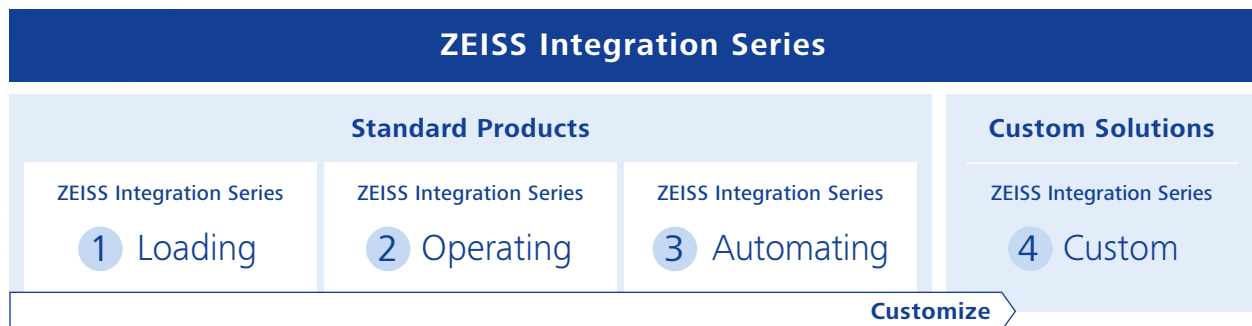 ZEISS Integration Series
Standard Products
Custom Solutions
ZEISS Integration Series
1 Loading
ZEISS Integration Series
2 Operating
ZEISS Integration Series
3 Automating
ZEISS Integration Series
4 Custom
Customize